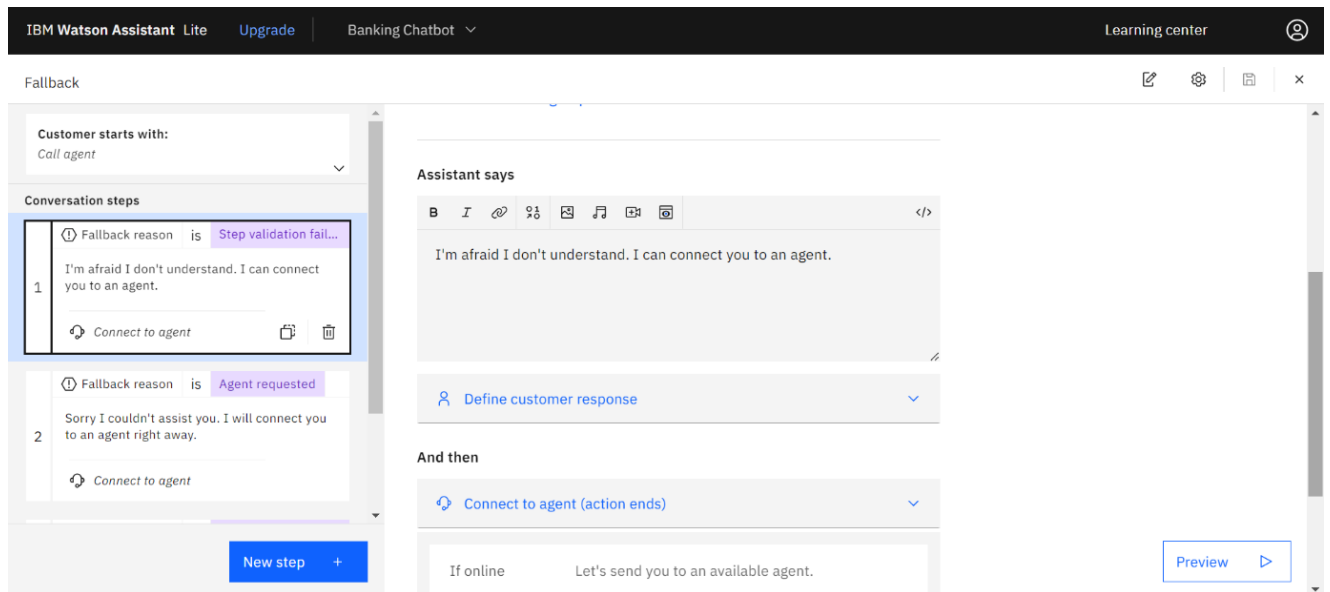 IBM Watson Assistant Lite Upgrade Banking Chatbot Learning center
Fallback
Customer starts with:
Call agent
Conversation steps
Fallback reason is Step validation fail...
1
I'm afraid I don't understand. I can connect
you to an agent.
Connect to agent
Fallback reason is Agent requested
2
Sorry I couldn't assist you. I will connect you
to an agent right away.
Connect to agent
New step +
Assistant says
B I </>
I'm afraid I don't understand. I can connect you to an agent.
Define customer response
And then
Connect to agent (action ends)
If online Let's send you to an available agent.
Preview